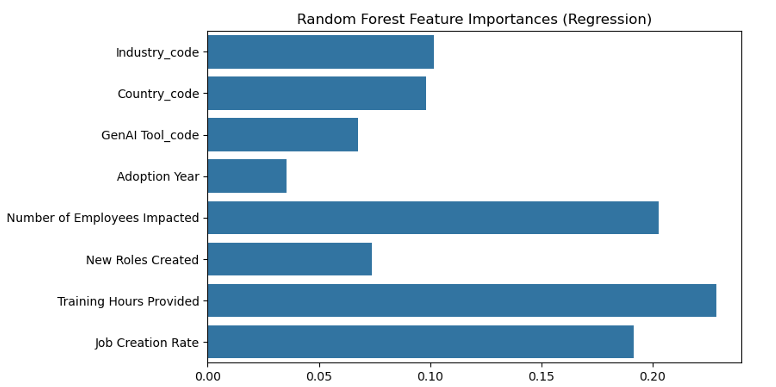 Random Forest Feature Importances (Regression)
Industry_code
Country_code
GenAI Tool_code
Adoption Year
Number of Employees Impacted
New Roles Created
Training Hours Provided
Job Creation Rate
0.00 0.05 0.10 0.15 0.20